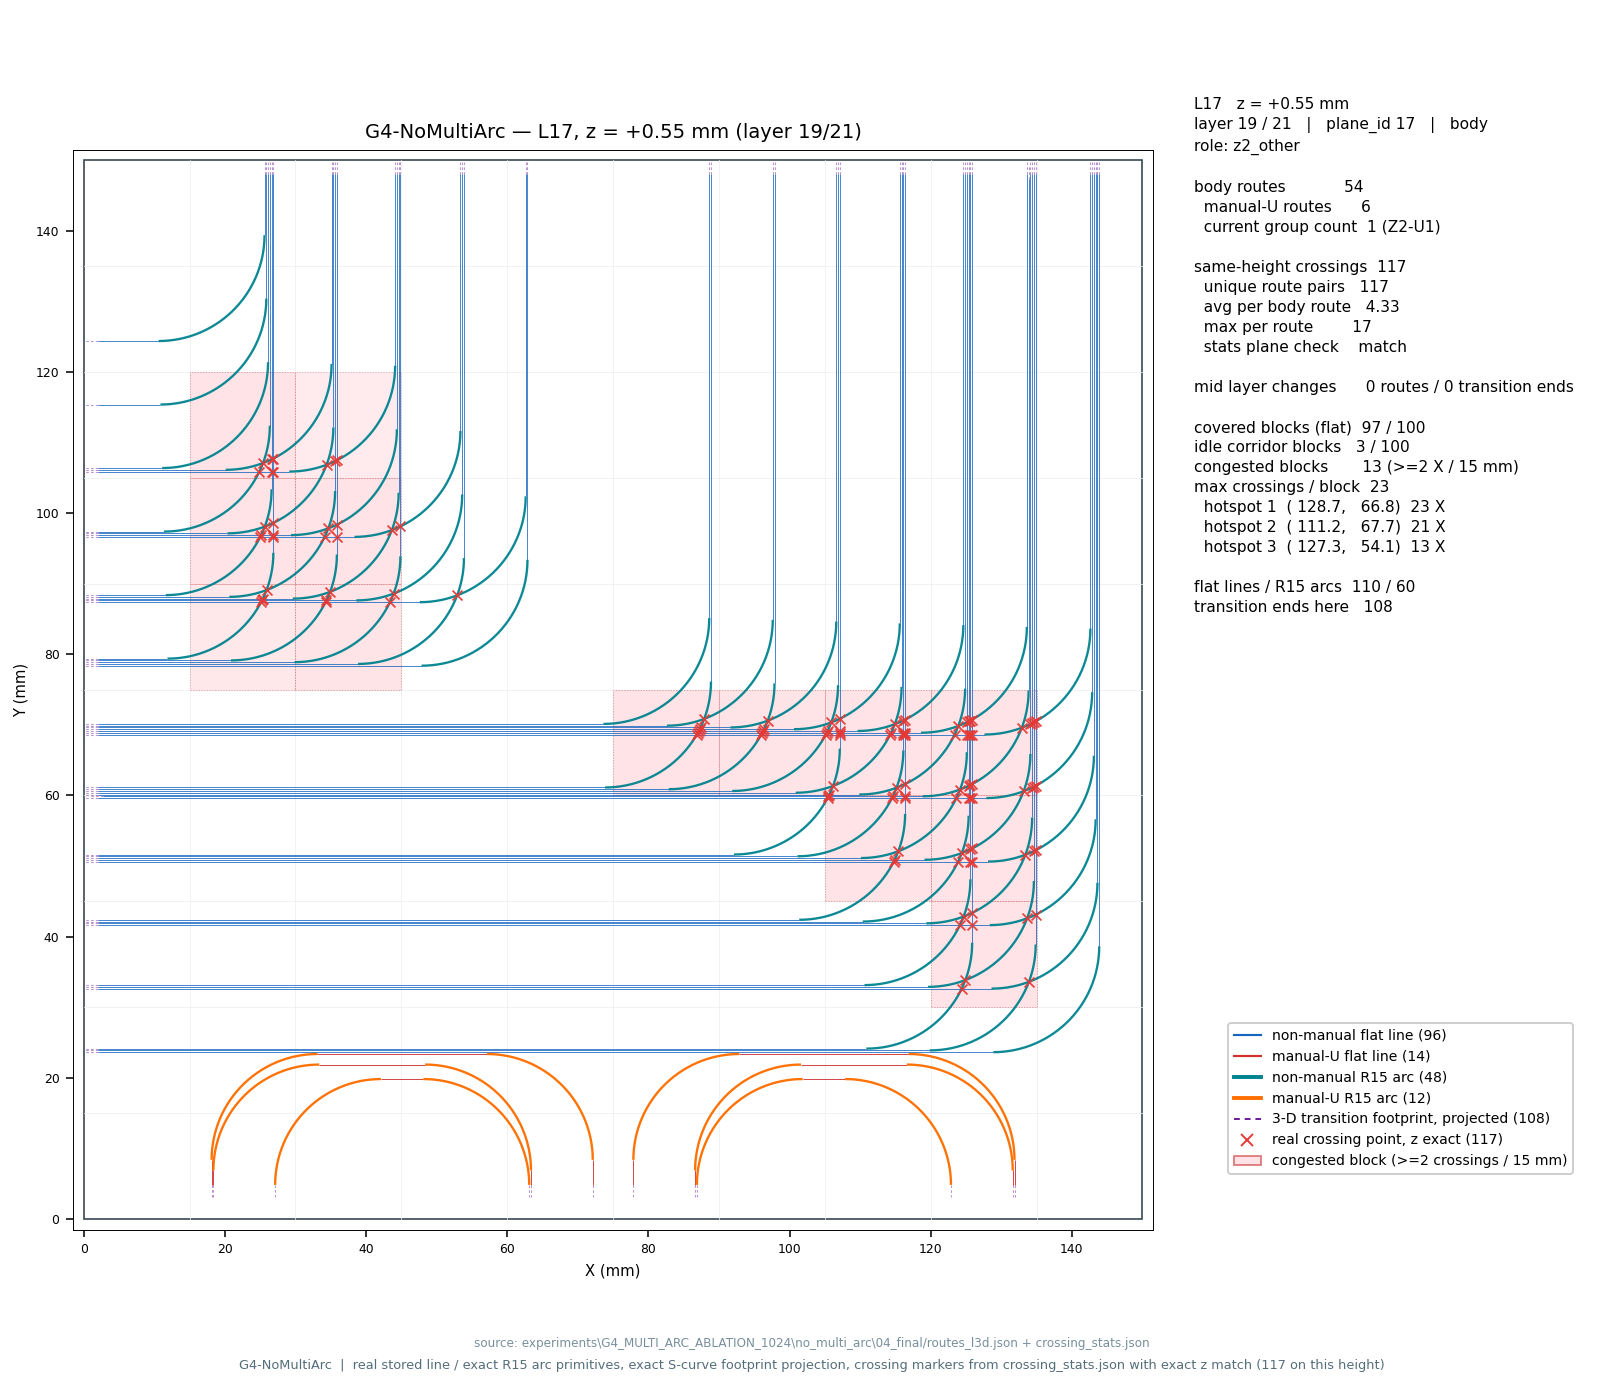 G4-NoMultiArc — L17, z = +0.55 mm (layer 19/21)
L17 z = +0.55 mm
layer 19 / 21 | plane_id 17 | body
role: z2_other
body routes 54
manual-U routes 6
current group count 1 (Z2-U1)
same-height crossings 117
unique route pairs 117
avg per body route 4.33
max per route 17
stats plane check match
mid layer changes 0 routes / 0 transition ends
covered blocks (flat) 97 / 100
idle corridor blocks 3 / 100
congested blocks 13 (>=2 X / 15 mm)
max crossings / block 23
hotspot 1 ( 128.7, 66.8) 23 X
hotspot 2 ( 111.2, 67.7) 21 X
hotspot 3 ( 127.3, 54.1) 13 X
flat lines / R15 arcs 110 / 60
transition ends here 108
non-manual flat line (96)
manual-U flat line (14)
non-manual R15 arc (48)
manual-U R15 arc (12)
3-D transition footprint, projected (108)
real crossing point, z exact (117)
congested block (>=2 crossings / 15 mm)
Y (mm)
140
120
100
80
60
40
20
0
0 20 40 60 80 100 120 140
X (mm)
source: experiments\G4_MULTI_ARC_ABLATION_1024\no_multi_arc\04_final/routes_l3d.json + crossing_stats.json
G4-NoMultiArc | real stored line / exact R15 arc primitives, exact S-curve footprint projection, crossing markers from crossing_stats.json with exact z match (117 on this height)